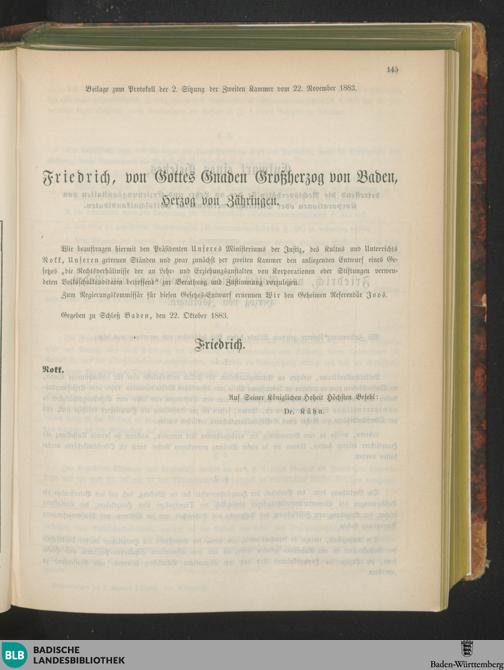 145
Beilage zum Protokoll der 2. Sitzung der Zweiten Kammer vom 22. November 1883.
Friedrich, von Gottes Gnaden Großherzog von Baden,
Herzog von Zähringen.
Wir beauftragen hiermit den Präsidenten Unseres Ministeriums der Justiz, des Kultus und Unterrichts
Nokk, Unseren getreuen Ständen und zwar zunächst der zweiten Kammer den anliegenden Entwurf eines Ge-
setzes „die Rechtsverhältnisse der an Lehr- und Erziehungsanstalten von Korporationen oder Stiftungen verwen-
deten Volksschulkandidaten betreffend“ zur Berathung und Zustimmung vorzulegen.
Zum Regierungskommissär für diesen Gesetzes-Entwurf ernennen Wir den Geheimen Referendär Joos.
Gegeben zu Schloß Baden, den 22. Oktober 1883.
Friedrich.
Nokk.
Auf Seiner Königlichen Hoheit Höchsten Befehl:
Dr. Kühn.
BLB BADISCHE
LANDESBIBLIOTHEK
Baden-Württemberg